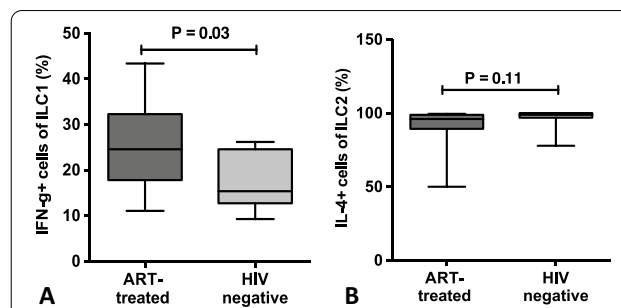 P = 0.03
IFN-g+ cells of ILC1 (%)
50
40
30
20
10
0
ART-
treated
HIV
negative
A
P = 0.11
IL-4+ cells of ILC2 (%)
150
100
50
0
ART-
treated
HIV
negative
B